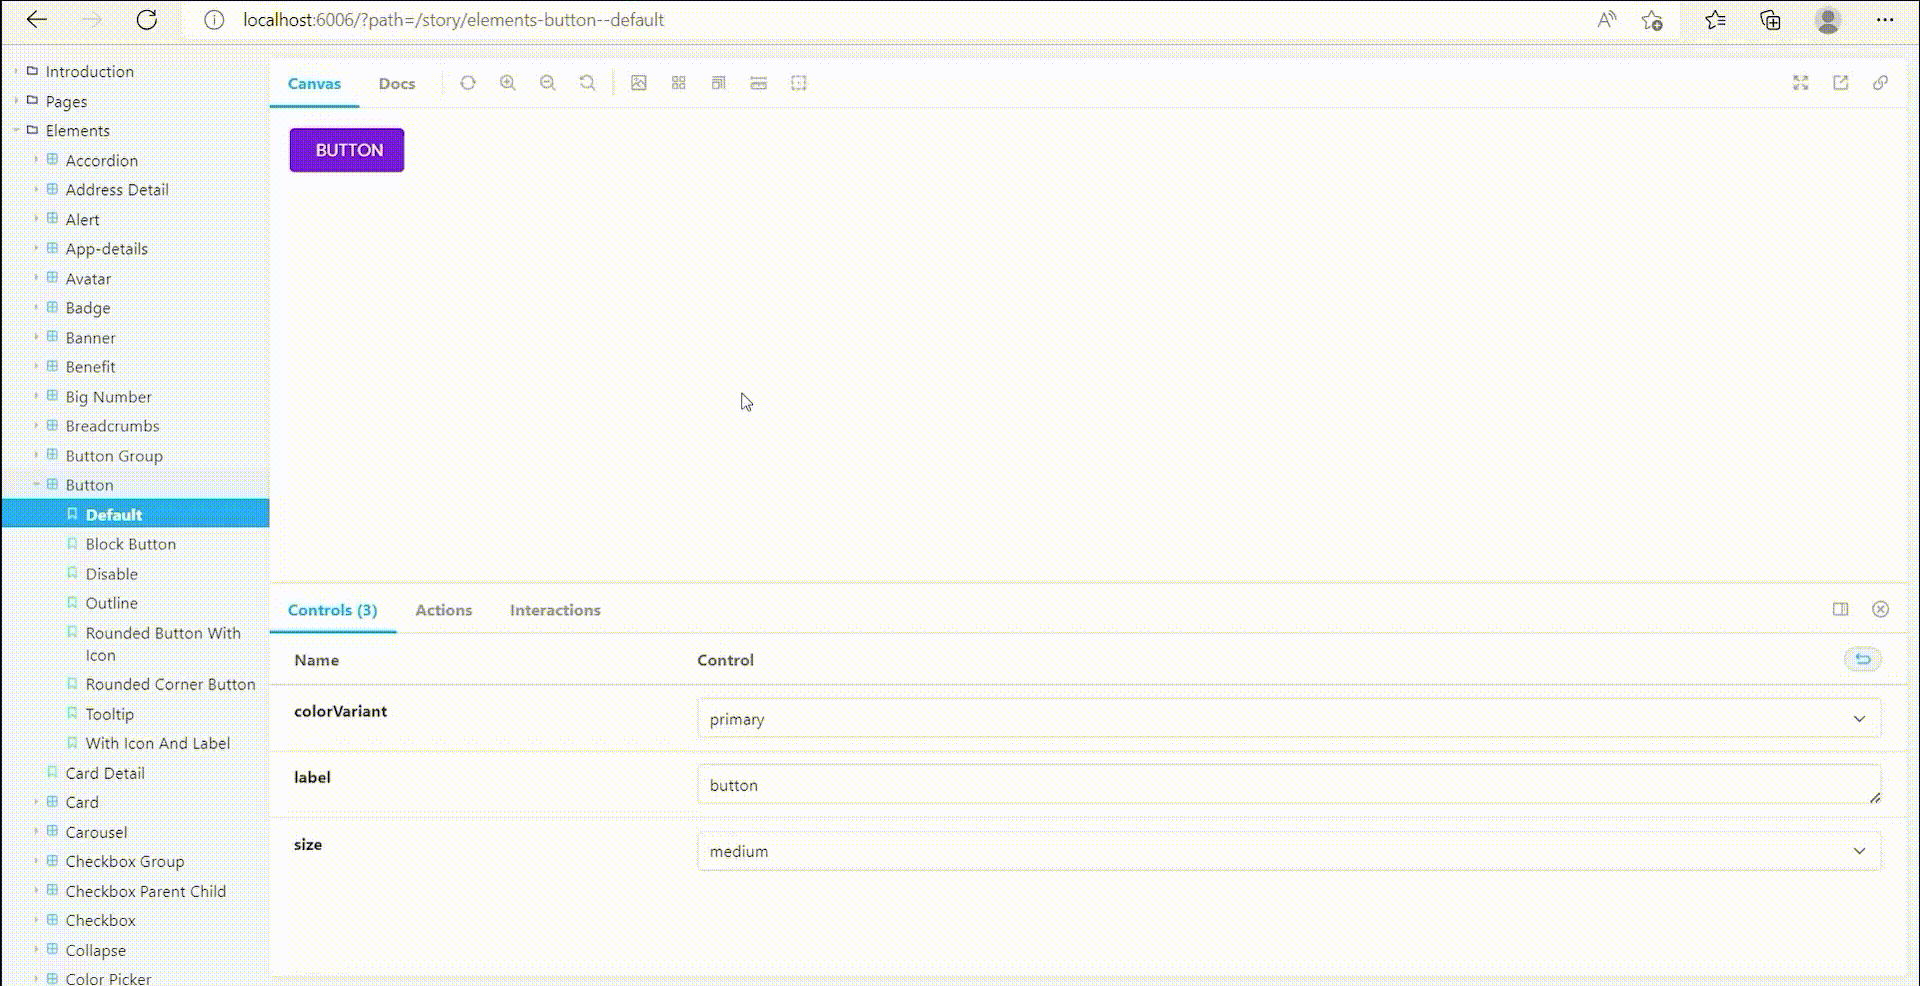 localhost:6006/?path=/story/elements-button--default
Introduction
Pages
Elements
Accordion
Address Detail
Alert
App-details
Avatar
Badge
Banner
Benefit
Big Number
Breadcrumbs
Button Group
Button
Default
Block Button
Disable
Outline
Rounded Button With
Icon
Rounded Corner Button
Tooltip
With Icon And Label
Card Detail
Card
Carousel
Checkbox Group
Checkbox Parent Child
Checkbox
Collapse
Color Picker
Canvas Docs
BUTTON
Controls (3) Actions Interactions
Name Control
colorVariant primary
label button
size medium